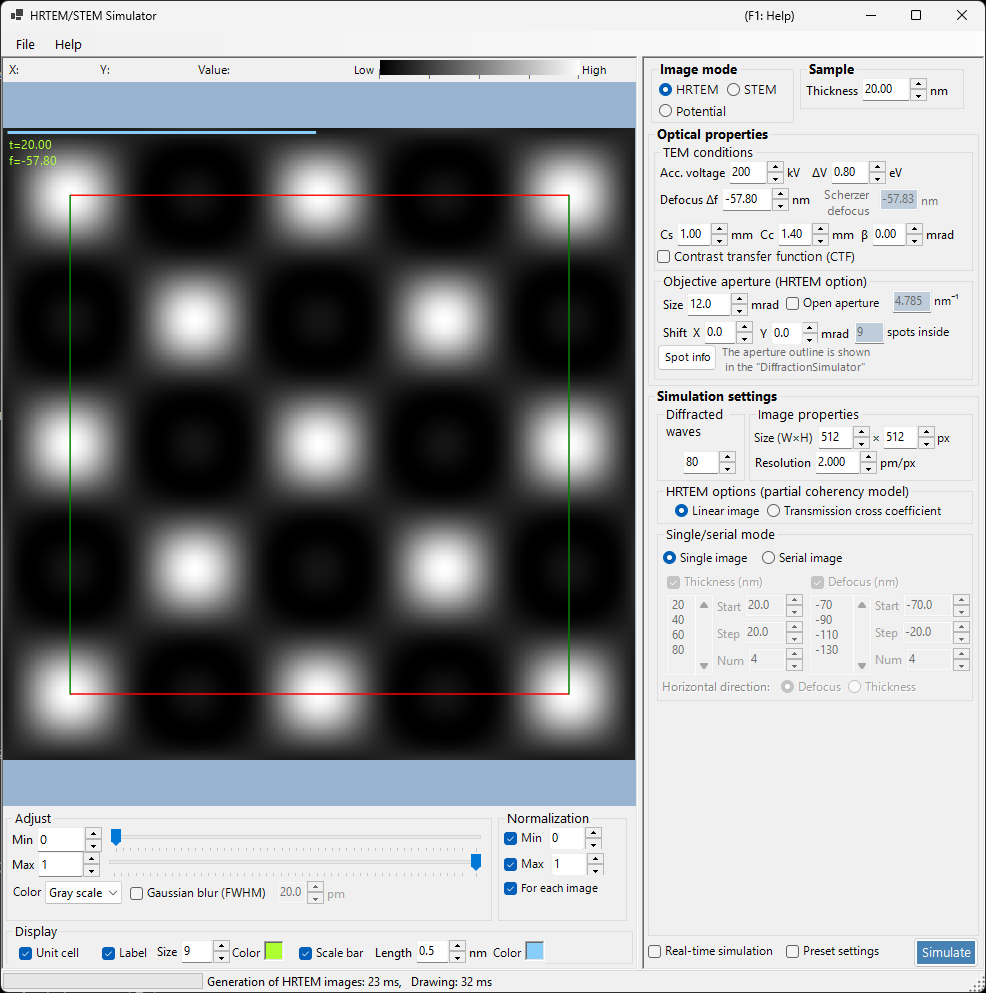 HRTEM/STEM Simulator (F1: Help)
File Help
X: Y: Value: Low High
t=20.00
f=-57.80
Image mode
HRTEM STEM
Potential
Sample
Thickness 20.00 nm
Optical properties
TEM conditions
Acc. voltage 200 kV ΔV 0.80 eV
Defocus Δf -57.80 nm Scherzer defocus -57.83 nm
Cs 1.00 mm Cc 1.40 mm β 0.00 mrad
Contrast transfer function (CTF)
Objective aperture (HRTEM option)
Size 12.0 mrad Open aperture 4.785 nm⁻¹
Shift X 0.0 Y 0.0 mrad 9 spots inside
Spot info
The aperture outline is shown
in the "DiffractionSimulator"
Simulation settings
Diffracted
waves
80
Image properties
Size (W×H) 512 × 512 px
Resolution 2.000 pm/px
HRTEM options (partial coherency model)
Linear image Transmission cross coefficient
Single/serial mode
Single image Serial image
Thickness (nm)
20
40
60
80
Start 20.0
Step 20.0
Num 4
Defocus (nm)
-70
-90
-110
-130
Start -70.0
Step -20.0
Num 4
Horizontal direction: Defocus Thickness
Adjust
Min 0
Max 1
Color Gray scale Gaussian blur (FWHM) 20.0 pm
Normalization
Min 0
Max 1
For each image
Display
Unit cell Label Size 9 Color Scale bar Length 0.5 nm Color
Real-time simulation Preset settings Simulate
Generation of HRTEM images: 23 ms, Drawing: 32 ms